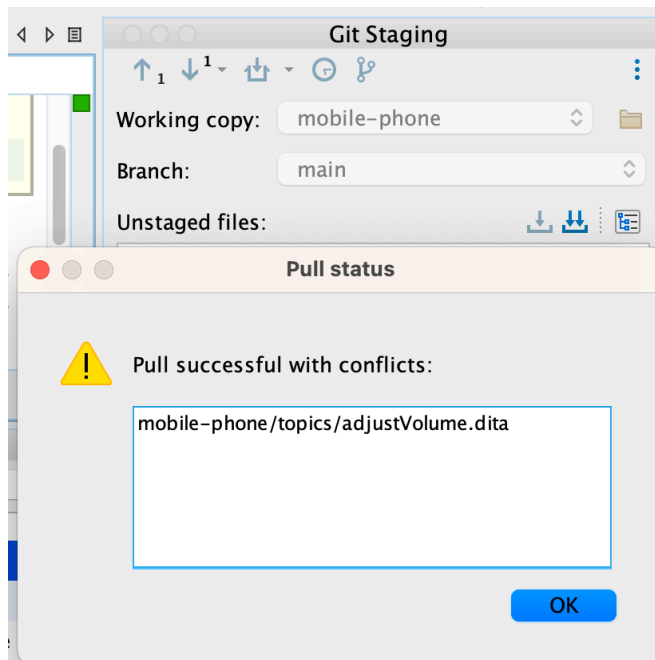 Git Staging
1
1
Working copy:
mobile-phone
Branch:
main
Unstaged files:
Pull status
Pull successful with conflicts:
mobile-phone/topics/adjustVolume.dita
OK